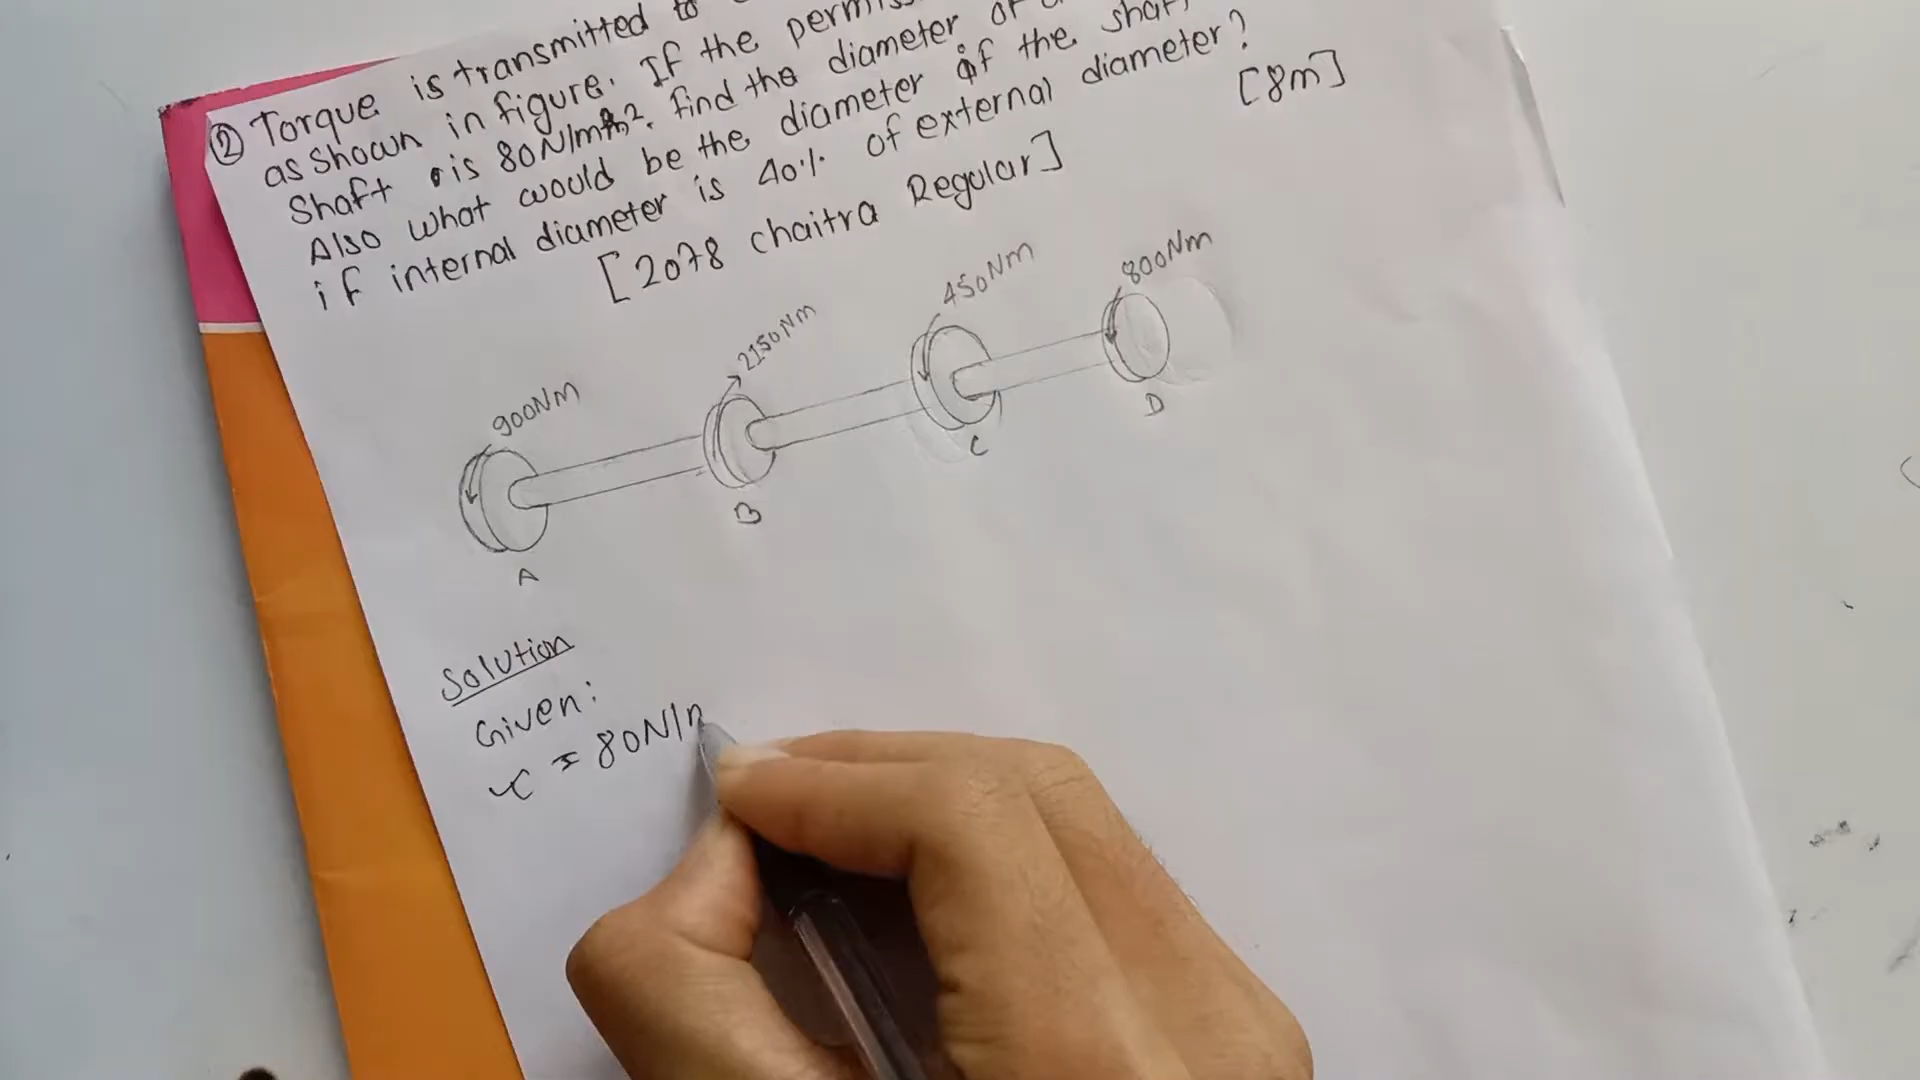 ② Torque is transmitted to
as shown in figure. If the permis
Shaft is 80N/mm². find the diameter of
Also what would be the diameter of the shaft,
if internal diameter is 40% of external diameter?
[2078 chaitra Regular]
[8m]
900Nm
2150Nm
450Nm
800Nm
A
B
C
D
Solution
Given:
τ = 80N/